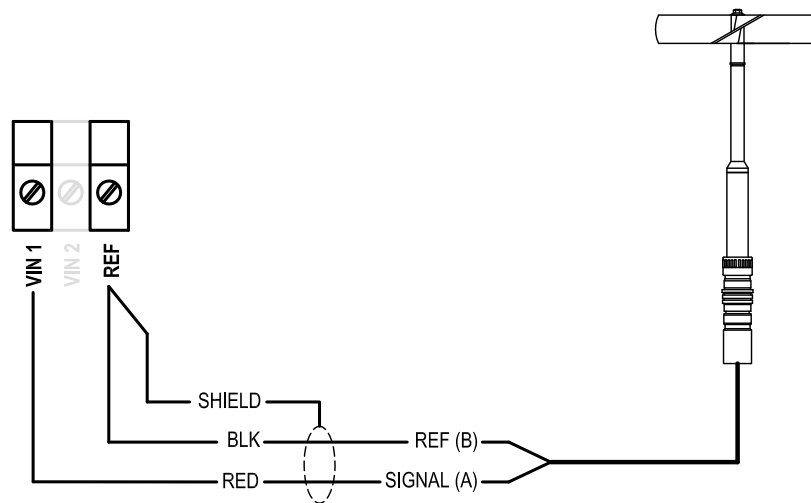 VIN 1
VIN 2
REF
SHIELD
BLK
REF (B)
RED
SIGNAL (A)